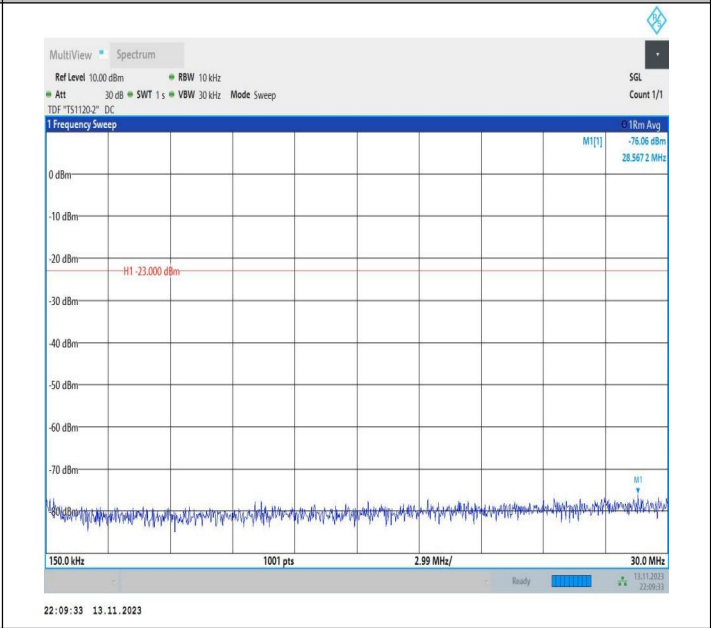 MultiView Spectrum
Ref Level 10.00 dBm RBW 10 kHz SGL
Att 30 dB SWT 1 s VBW 30 kHz Mode Sweep Count 1/1
TDF "TS1120-2" DC
1 Frequency Sweep 1Rm Avg
M1[1] -76.06 dBm
28.567 2 MHz
0 dBm
-10 dBm
-20 dBm
H1 -23.000 dBm
-30 dBm
-40 dBm
-50 dBm
-60 dBm
-70 dBm
M1
-80 dBm
150.0 kHz 1001 pts 2.99 MHz/ 30.0 MHz
Ready 13.11.2023
22:09:33
22:09:33 13.11.2023